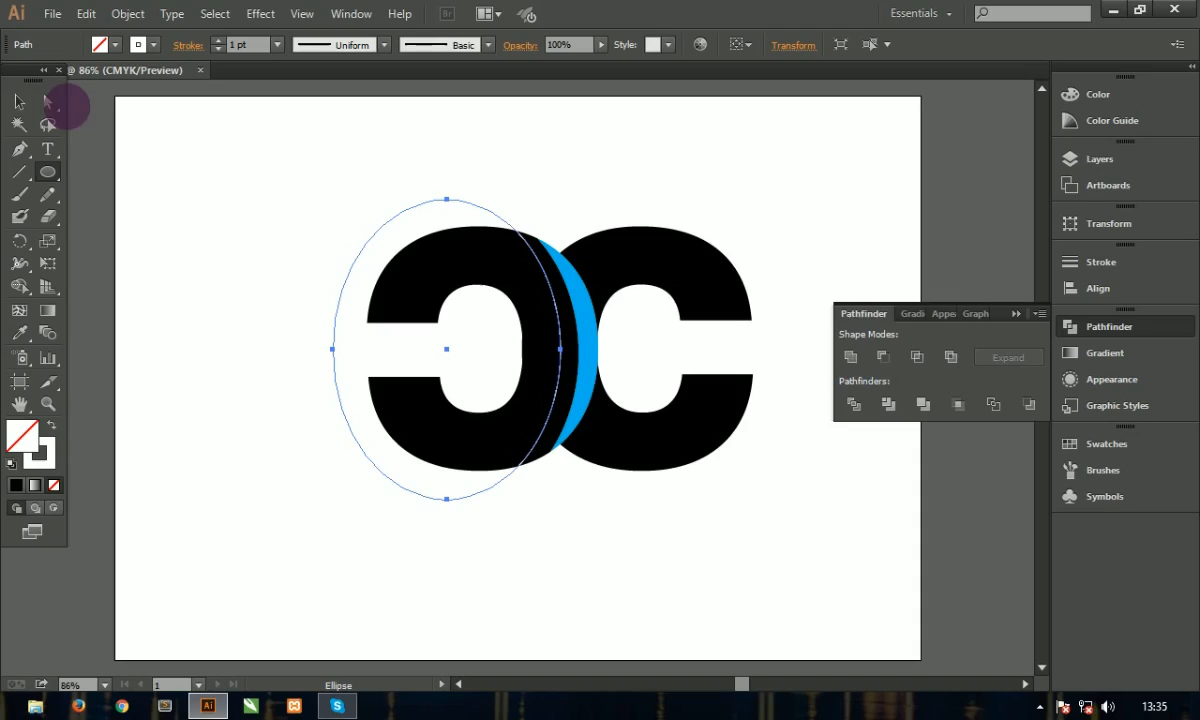 Ai File Edit Object Type Select Effect View Window Help Br Essentials
Path Stroke: 1 pt Uniform Basic Opacity: 100% Style: Transform
@ 86% (CMYK/Preview) ×
T
Color
Color Guide
Layers
Artboards
Transform
Stroke
Align
Pathfinder
Gradient
Appearance
Graphic Styles
Swatches
Brushes
Symbols
Pathfinder Gradi Appe Graph
Shape Modes:
Expand
Pathfinders:
C
86% 1 Ellipse
Ai S 13:35